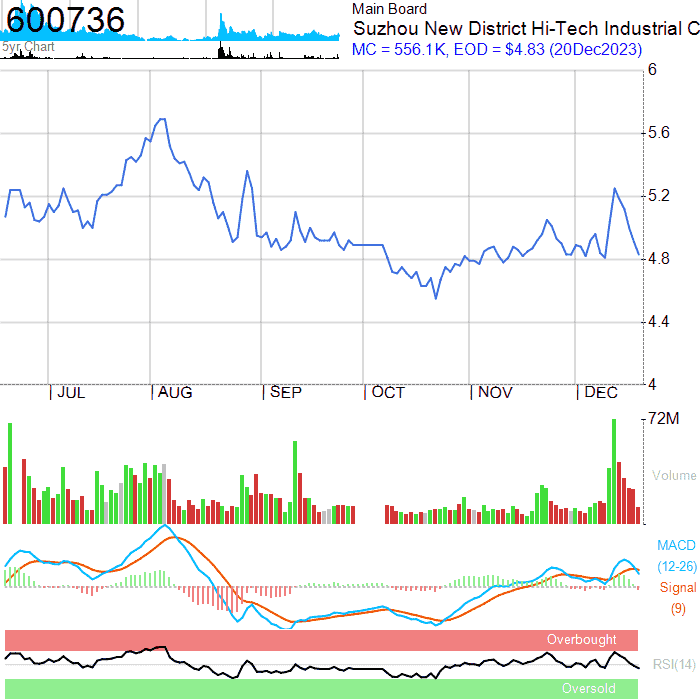 600736
5yr Chart
Main Board
Suzhou New District Hi-Tech Industrial C
MC = 556.1K, EOD = $4.83 (20Dec2023)
6
5.6
5.2
4.8
4.4
4
JUL AUG SEP OCT NOV DEC
72M
Volume
MACD
(12-26)
Signal
(9)
Overbought
RSI(14)
Oversold